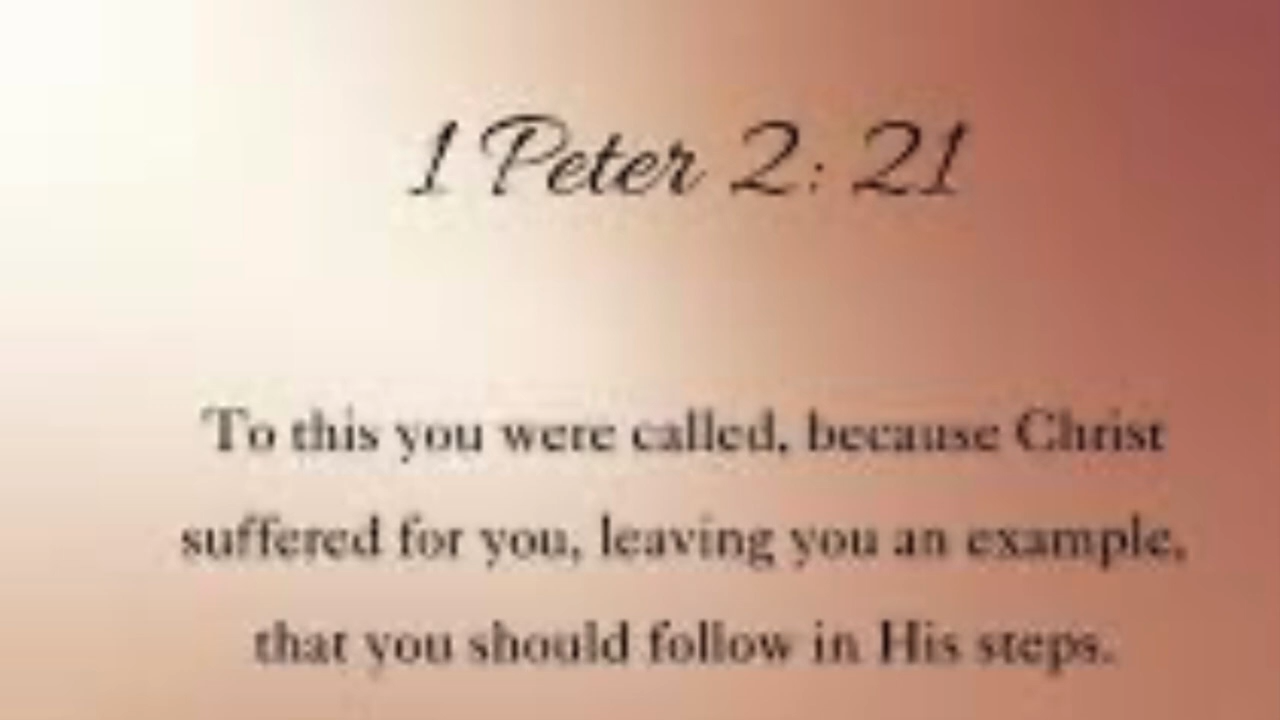 1 Peter 2: 21
To this you were called, because Christ
suffered for you, leaving you an example,
that you should follow in His steps.